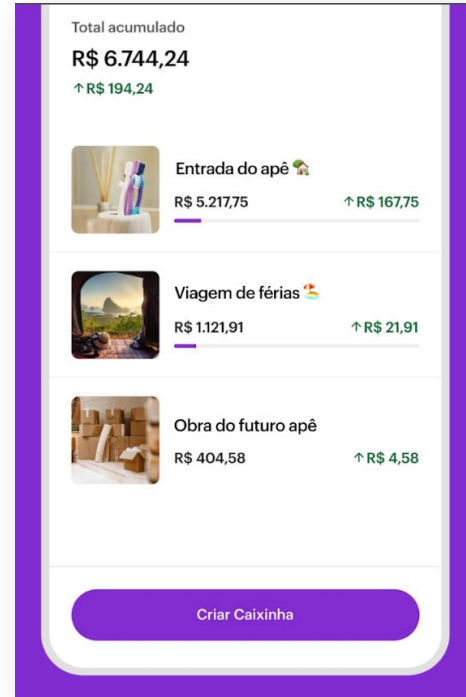 Total acumulado
R$ 6.744,24
↑ R$ 194,24
Entrada do apê 🏡
R$ 5.217,75 ↑ R$ 167,75
Viagem de férias 🏖️
R$ 1.121,91 ↑ R$ 21,91
Obra do futuro apê
R$ 404,58 ↑ R$ 4,58
Criar Caixinha